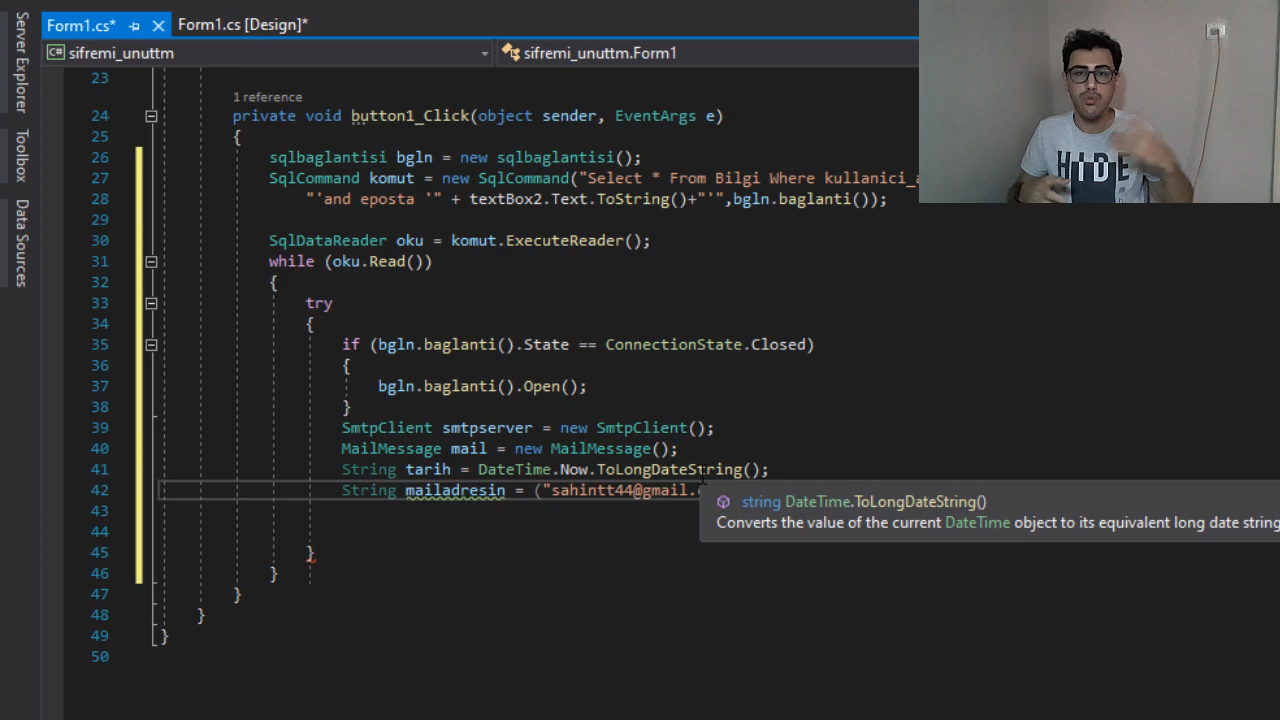 Form1.cs*
Form1.cs [Design]*
C# sifremi_unuttm
sifremi_unuttm.Form1
Server Explorer
Toolbox
Data Sources
23
1 reference
24 private void button1_Click(object sender, EventArgs e)
25 {
26 sqlbaglantisi bgln = new sqlbaglantisi();
27 SqlCommand komut = new SqlCommand("Select * From Bilgi Where
28 "'and eposta '" + textBox2.Text.ToString()+"'",bgln.baglanti());
29
30 SqlDataReader oku = komut.ExecuteReader();
31 while (oku.Read())
32 {
33 try
34 {
35 if (bgln.baglanti().State == ConnectionState.Closed)
36 {
37 bgln.baglanti().Open();
38 }
39 SmtpClient smtpserver = new SmtpClient();
40 MailMessage mail = new MailMessage();
41 String tarih = DateTime.Now.ToLongDateString();
42 String mailadresin = ("sahintt44@gmail.
string DateTime.ToLongDateString()
Converts the value of the current DateTime object to its equivalent long date string
43
44
45 }
46 }
47 }
48 }
49 }
50
HIDE